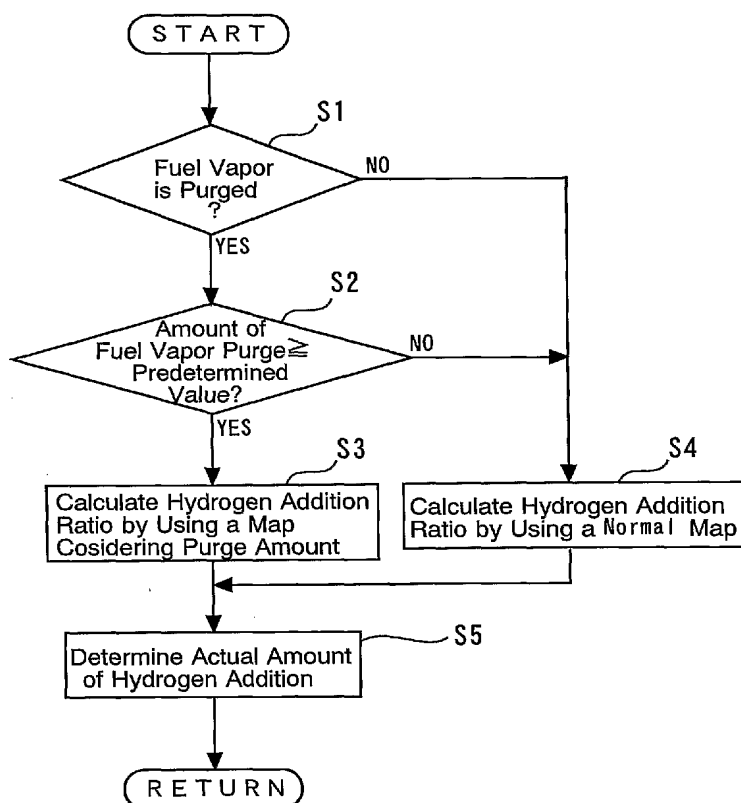 START
S1
Fuel Vapor
is Purged
?
NO
YES
S2
Amount of
Fuel Vapor Purge≧
Predetermined
Value?
NO
YES
S3
Calculate Hydrogen Addition
Ratio by Using a Map
Cosidering Purge Amount
S4
Calculate Hydrogen Addition
Ratio by Using a Normal Map
S5
Determine Actual Amount
of Hydrogen Addition
RETURN